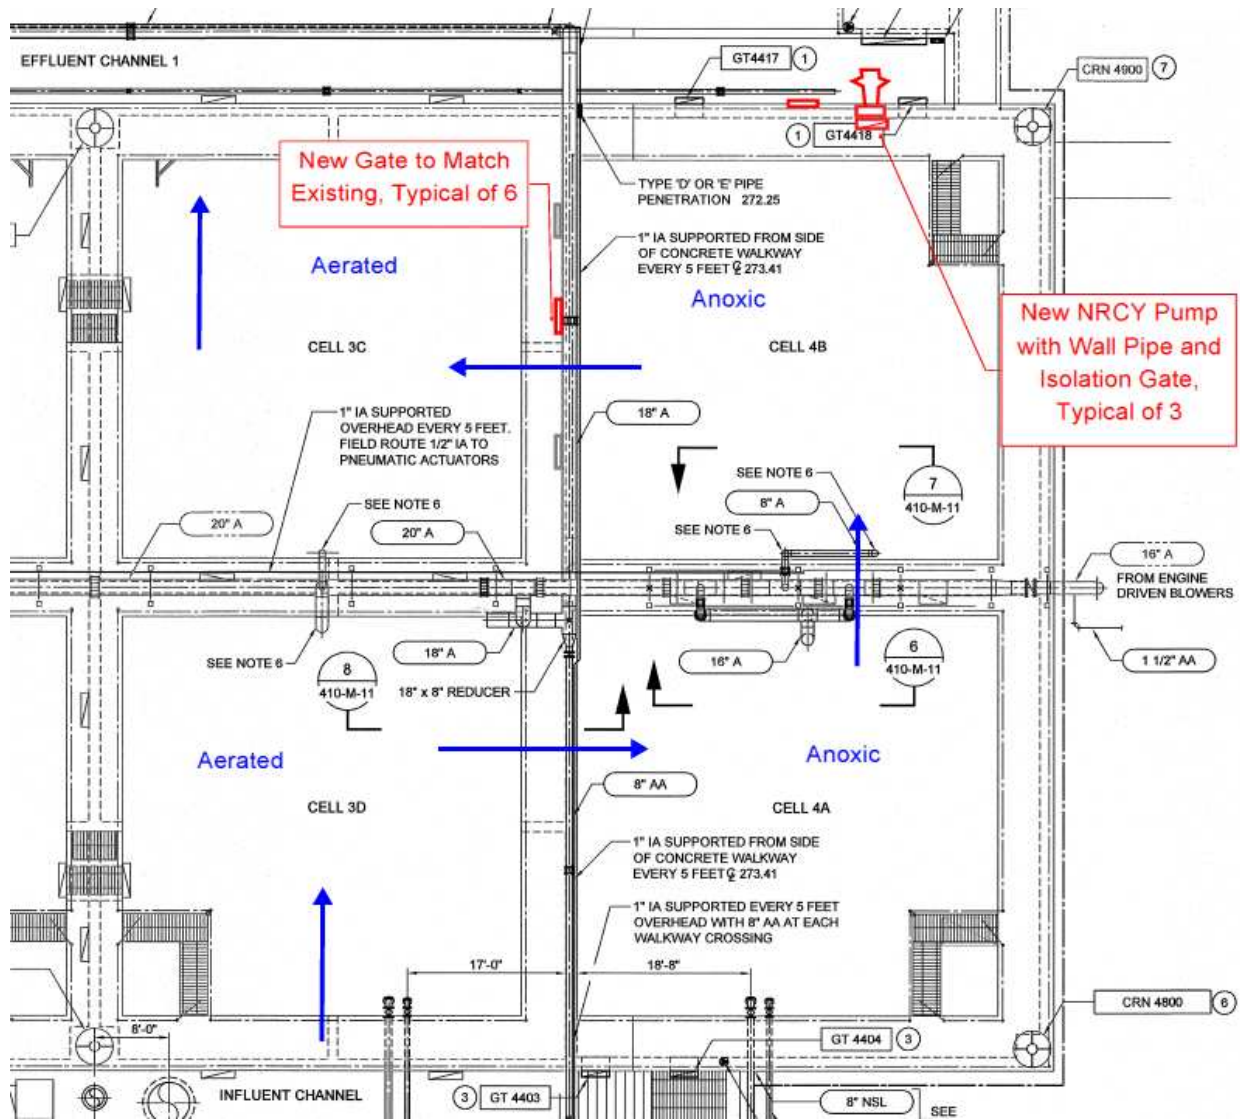 EFFLUENT CHANNEL 1
GT4417
1
CRN 4900
7
1
GT4418
New Gate to Match
Existing, Typical of 6
TYPE 'D' OR 'E' PIPE
PENETRATION 272.25
1" IA SUPPORTED FROM SIDE
OF CONCRETE WALKWAY
EVERY 5 FEET ℄ 273.41
Aerated
Anoxic
New NRCY Pump
with Wall Pipe and
Isolation Gate,
Typical of 3
CELL 3C
CELL 4B
1" IA SUPPORTED
OVERHEAD EVERY 5 FEET.
FIELD ROUTE 1/2" IA TO
PNEUMATIC ACTUATORS
18" A
SEE NOTE 6
7
410-M-11
8" A
SEE NOTE 6
20" A
SEE NOTE 6
20" A
16" A
FROM ENGINE
DRIVEN BLOWERS
SEE NOTE 6
18" A
16" A
6
410-M-11
1 1/2" AA
8
410-M-11
18" x 8" REDUCER
Aerated
Anoxic
8" AA
CELL 3D
CELL 4A
1" IA SUPPORTED FROM SIDE
OF CONCRETE WALKWAY
EVERY 5 FEET ℄ 273.41
1" IA SUPPORTED EVERY 5 FEET
OVERHEAD WITH 8" AA AT EACH
WALKWAY CROSSING
17'-0"
18'-8"
CRN 4800
6
8'-0"
GT 4404
3
INFLUENT CHANNEL
3
GT 4403
8" NSL
SEE